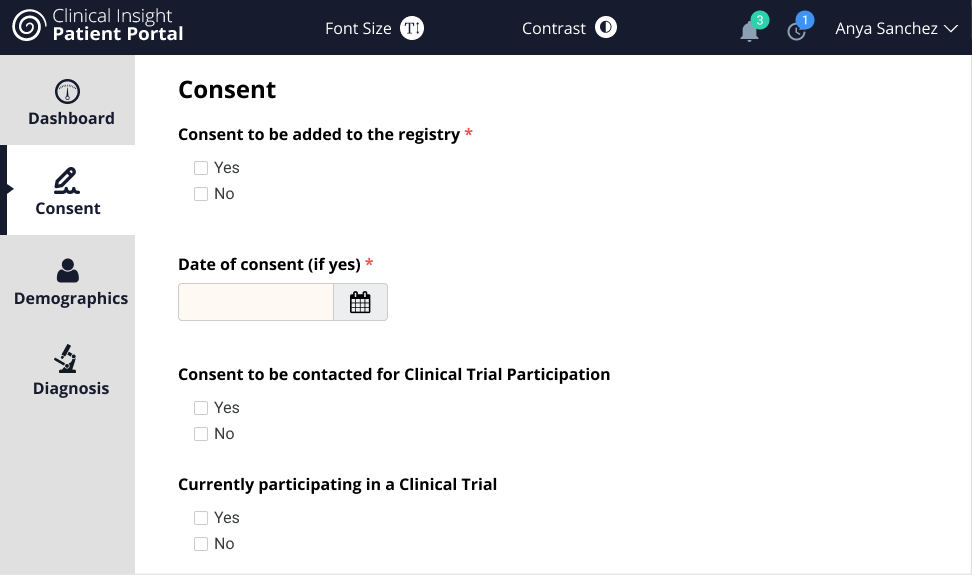 Clinical Insight
Patient Portal
Font Size
T
Contrast
3
1
Anya Sanchez
Dashboard
Consent
Demographics
Diagnosis
Consent
Consent to be added to the registry *
Yes
No
Date of consent (if yes) *
Consent to be contacted for Clinical Trial Participation
Yes
No
Currently participating in a Clinical Trial
Yes
No